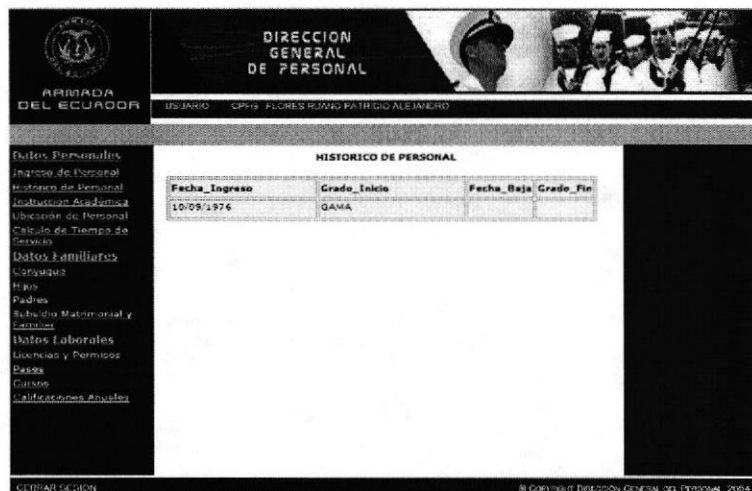 ARMADA
DEL ECUADOR
DIRECCION
GENERAL
DE PERSONAL
USUARIO: CPFG FLORES RUANO PATRICIO ALEJANDRO
Datos Personales
Ingreso de Personal
Historico de Personal
Instrucción Académica
Ubicación de Personal
Calculo de Tiempo de
Servicio
Datos Familiares
Conyugue
Hijos
Padres
Subsidio Matrimonial y
Familiar
Datos Laborales
Licencias y Permisos
Pases
Cursos
Calificaciones Anuales
HISTORICO DE PERSONAL
Fecha_Ingreso Grado_Inicio Fecha_Baja Grado_Fin
10/09/1976 GAMA
CERRAR SESION
© COPYRIGHT DIRECCIÓN GENERAL DEL PERSONAL 2004